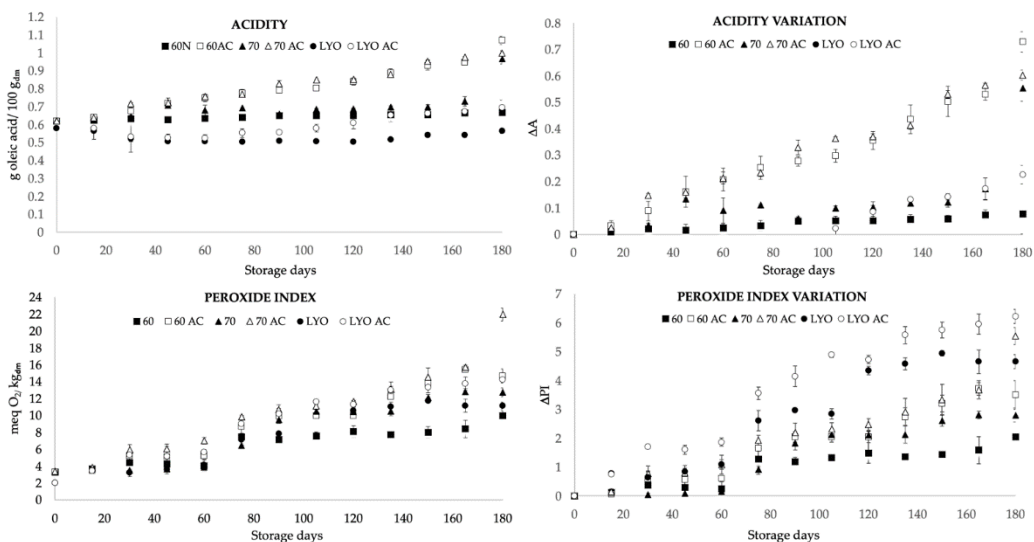 ACIDITY
60N 60AC 70 70 AC LYO LYO AC
g oleic acid/ 100 gdm
1.2
1.1
1
0.9
0.8
0.7
0.6
0.5
0.4
0.3
0.2
0.1
0
0 20 40 60 80 100 120 140 160 180
Storage days
ACIDITY VARIATION
60 60 AC 70 70 AC LYO LYO AC
ΔA
0.8
0.7
0.6
0.5
0.4
0.3
0.2
0.1
0
0 20 40 60 80 100 120 140 160 180
Storage days
PEROXIDE INDEX
60 60 AC 70 70 AC LYO LYO AC
meq O2/ kgdm
24
22
20
18
16
14
12
10
8
6
4
2
0
0 20 40 60 80 100 120 140 160 180
Storage days
PEROXIDE INDEX VARIATION
60 60 AC 70 70 AC LYO LYO AC
ΔPI
7
6
5
4
3
2
1
0
0 20 40 60 80 100 120 140 160 180
Storage days